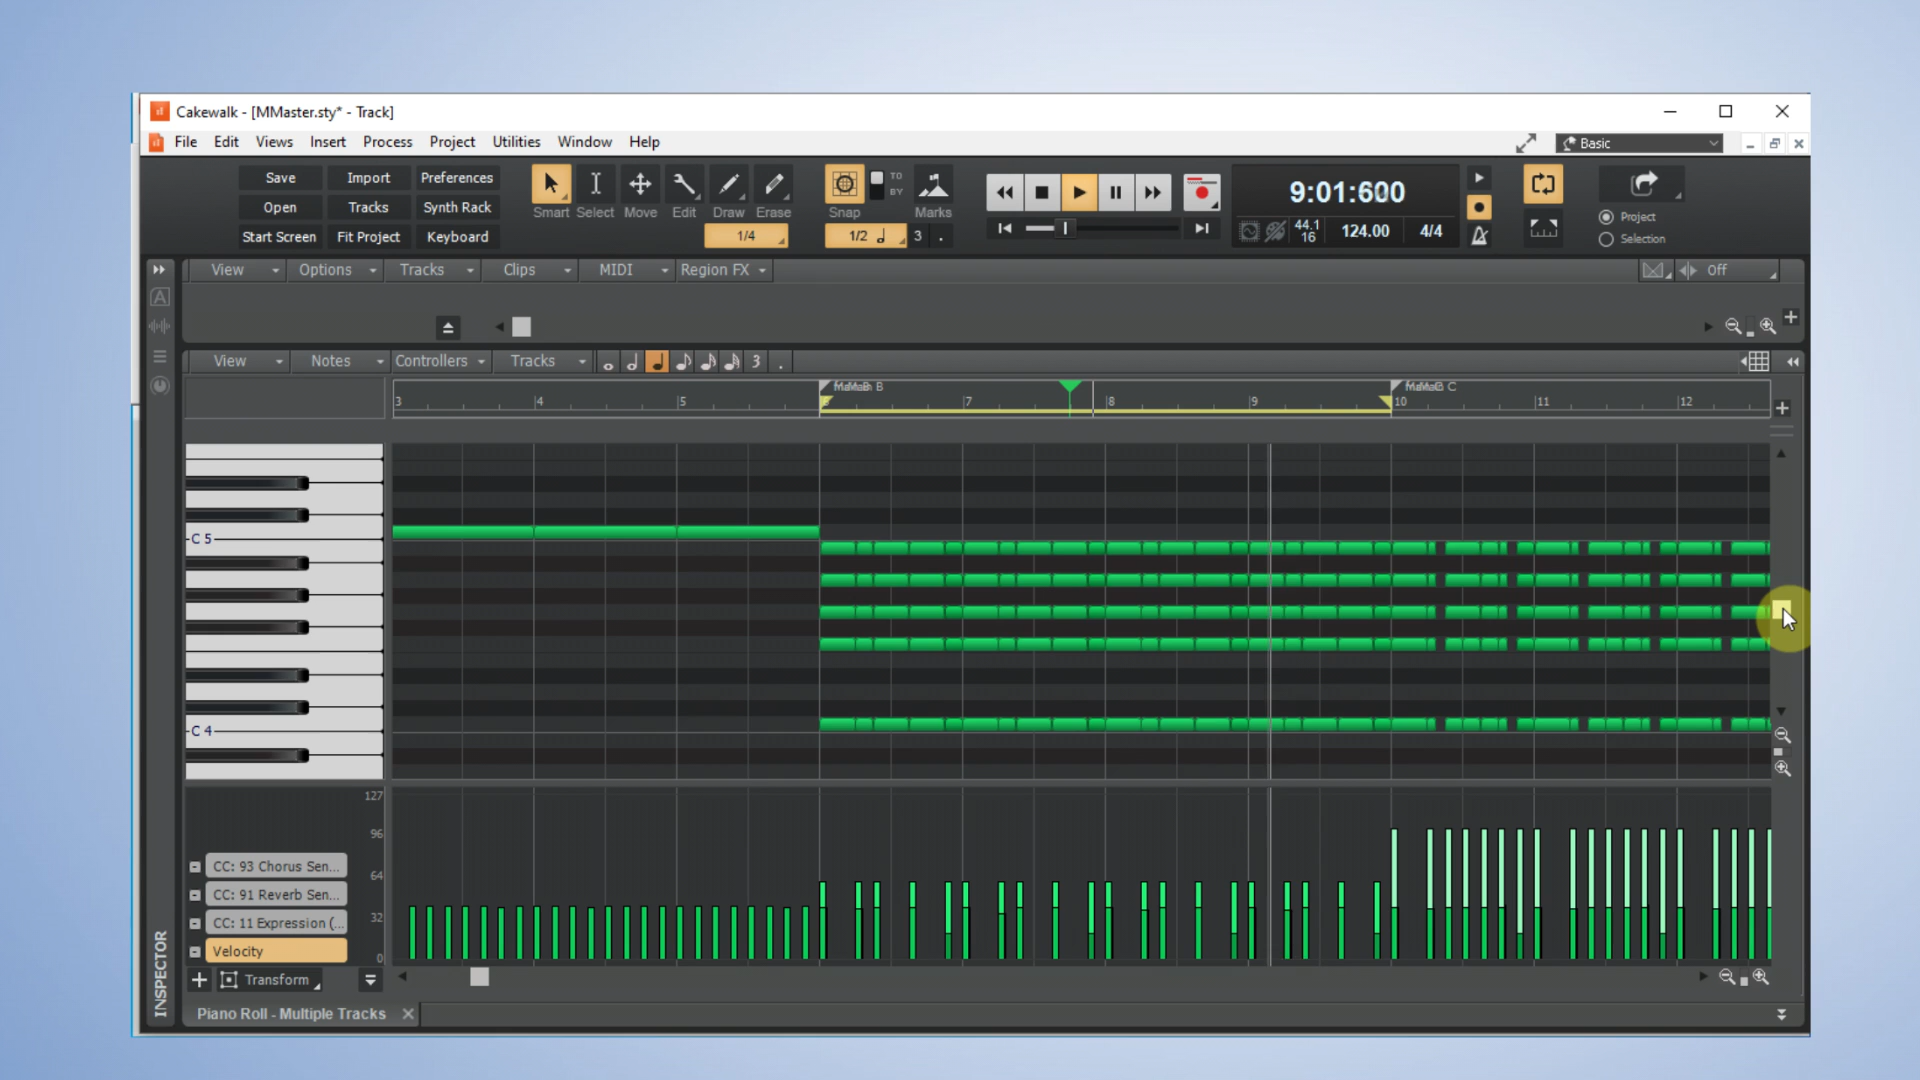 Cakewalk - [MMaster.sty* - Track]
File Edit Views Insert Process Project Utilities Window Help
Basic
Save Import Preferences
Open Tracks Synth Rack
Start Screen Fit Project Keyboard
Smart Select Move Edit Draw Erase
1/4
Snap
TO
BY
Marks
1/2 3 .
9:01:600
44.1
16
124.00 4/4
Project
Selection
View Options Tracks Clips MIDI Region FX
Off
View Notes Controllers Tracks
3 .
B
C
3 4 5 7 8 9 10 11 12
C 5
C 4
127
96
64
32
0
CC: 93 Chorus Sen...
CC: 91 Reverb Sen...
CC: 11 Expression (...
Velocity
Transform
INSPECTOR
Piano Roll - Multiple Tracks